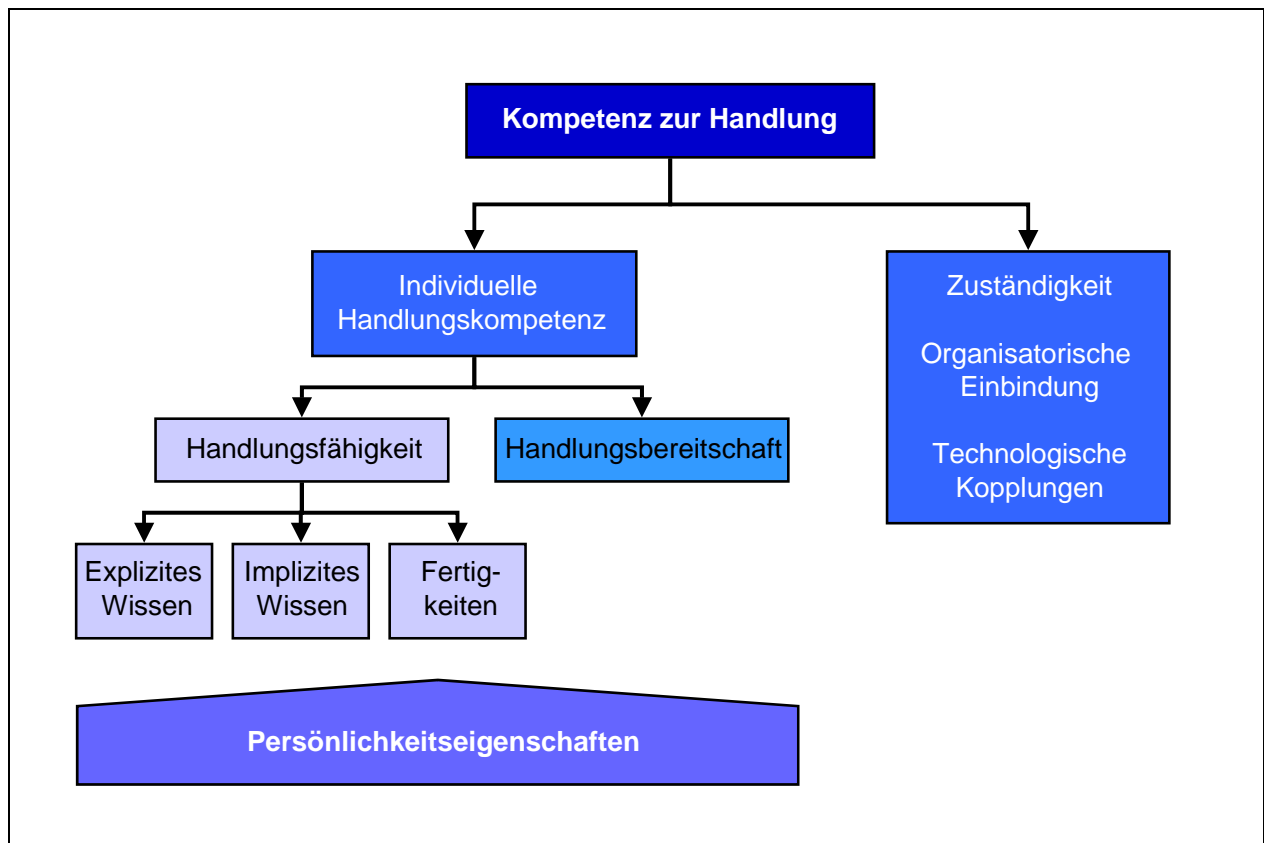 Kompetenz zur Handlung
Individuelle
Handlungskompetenz
Zuständigkeit
Organisatorische
Einbindung
Technologische
Kopplungen
Handlungsfähigkeit
Handlungsbereitschaft
Explizites
Wissen
Implizites
Wissen
Fertig-
keiten
Persönlichkeitseigenschaften